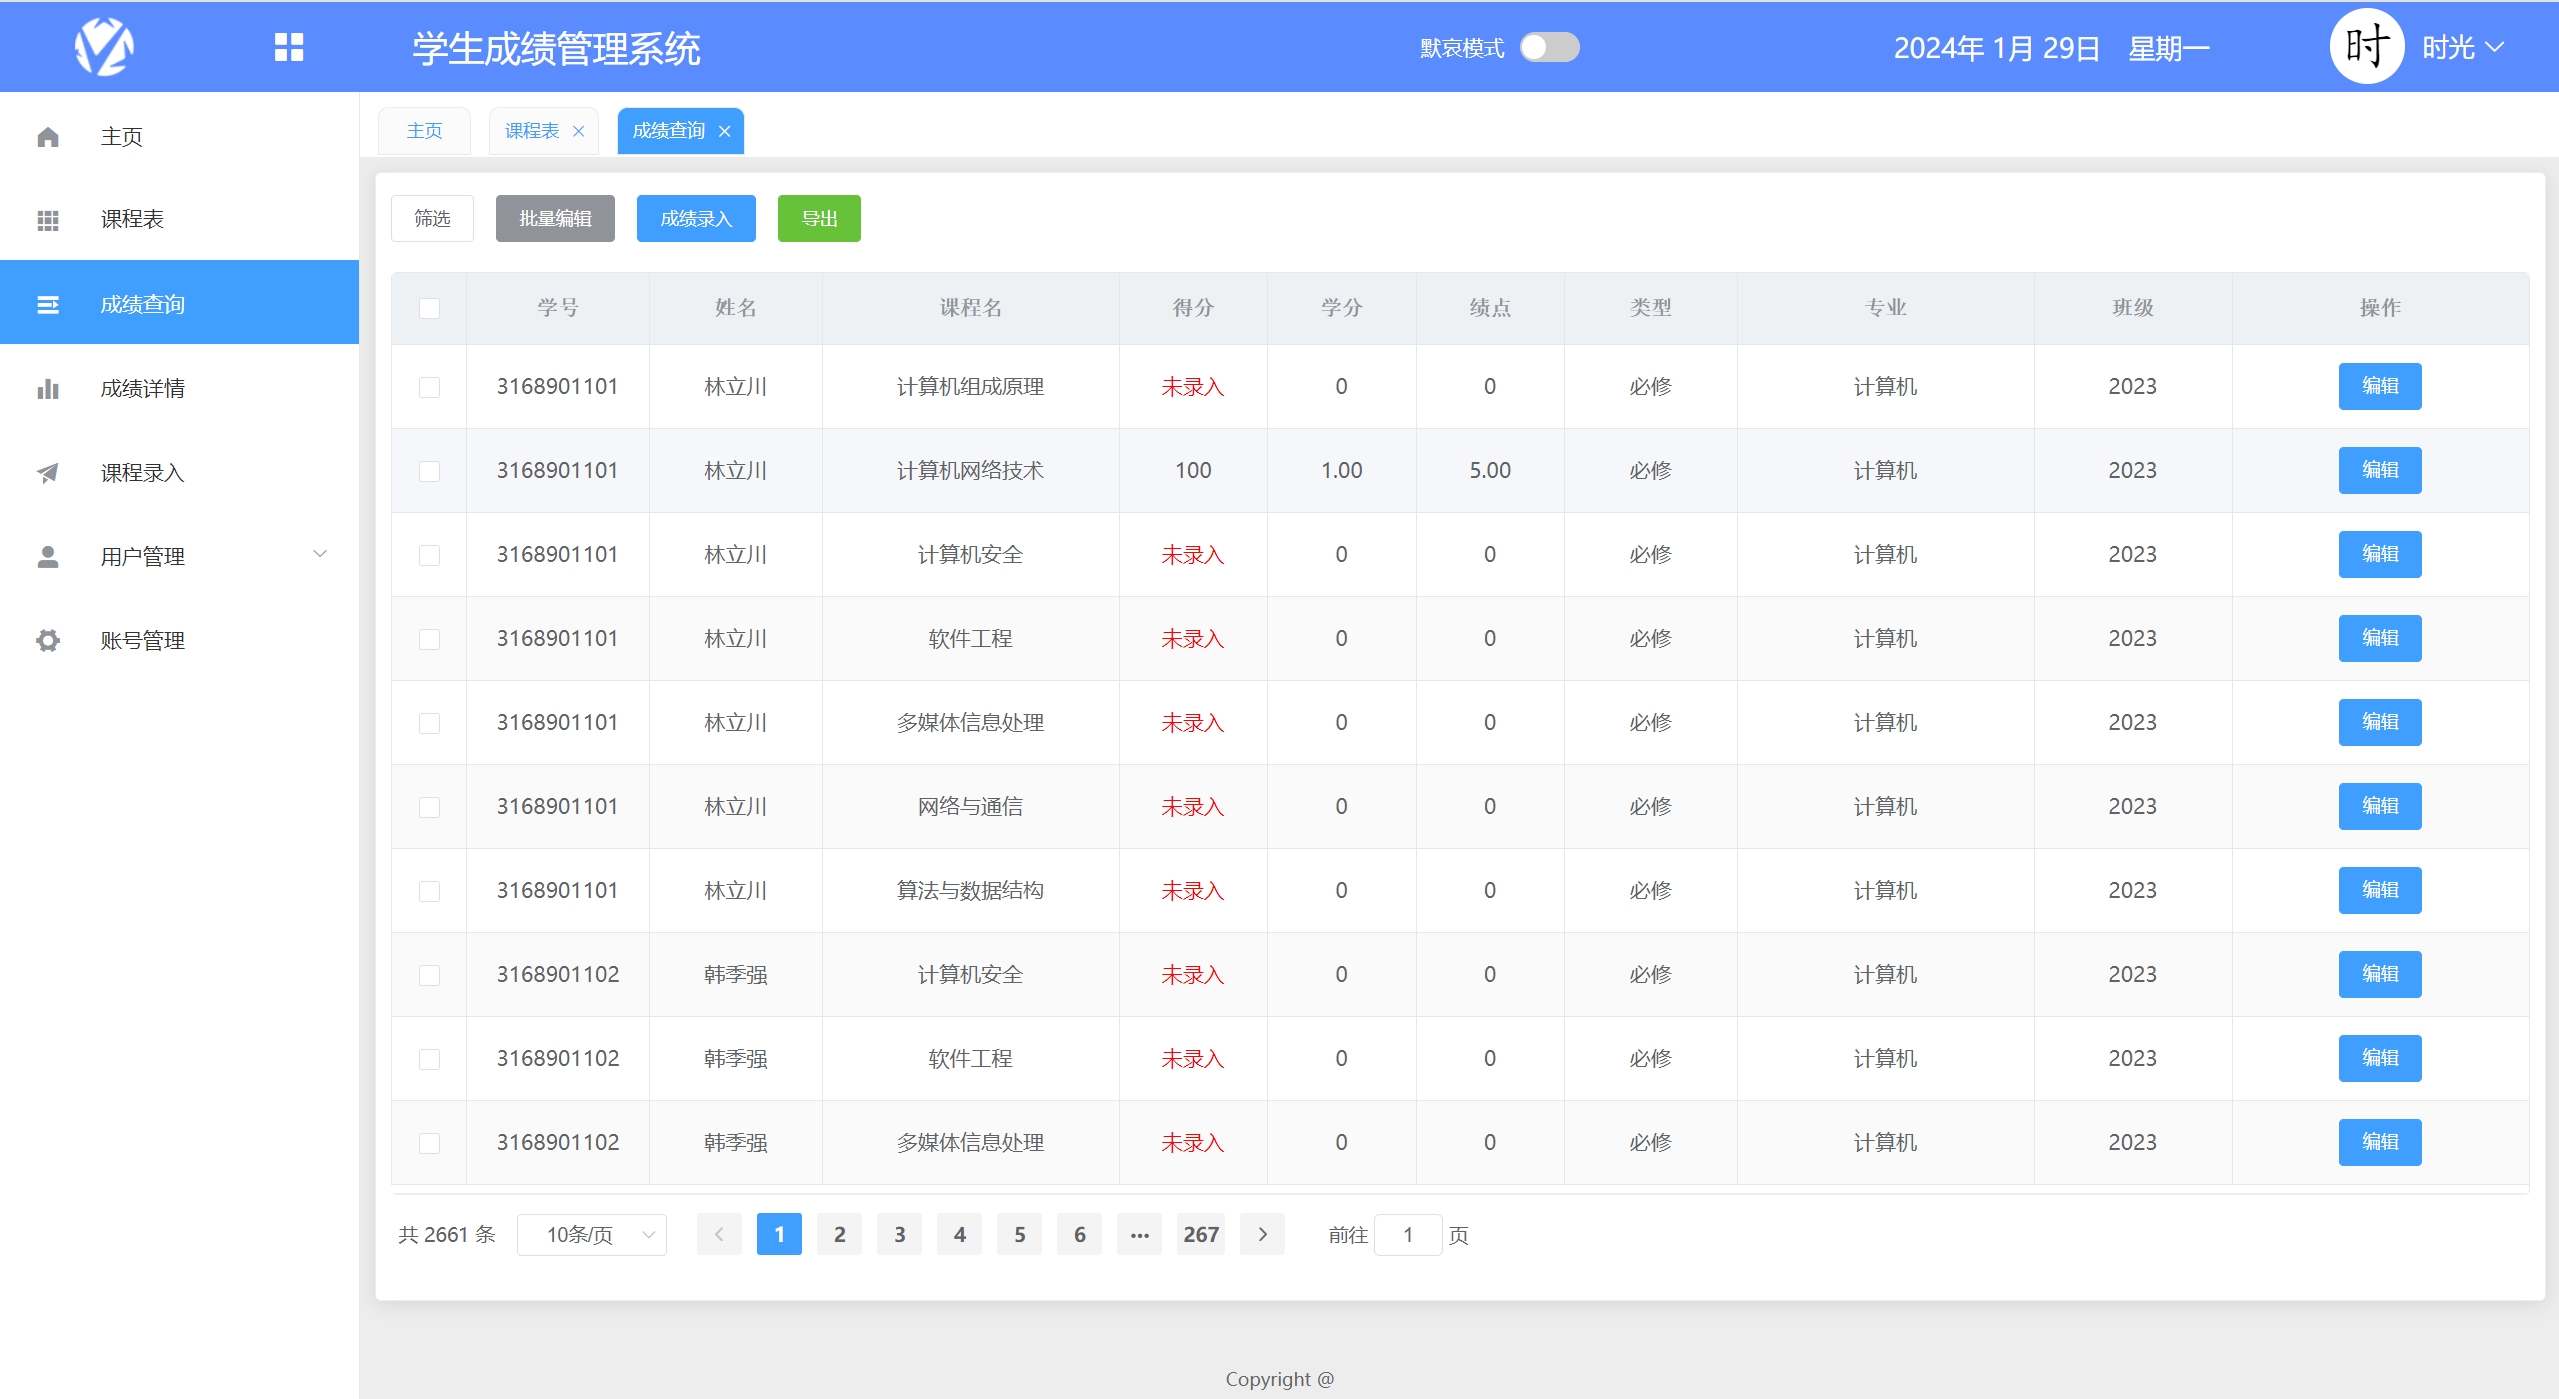 学生成绩管理系统 默哀模式 2024年 1月 29日 星期一 时 时光
主页
课程表
成绩查询
成绩详情
课程录入
用户管理
账号管理
主页 课程表 成绩查询
筛选 批量编辑 成绩录入 导出
学号 姓名 课程名 得分 学分 绩点 类型 专业 班级 操作
3168901101 林立川 计算机组成原理 未录入 0 0 必修 计算机 2023 编辑
3168901101 林立川 计算机网络技术 100 1.00 5.00 必修 计算机 2023 编辑
3168901101 林立川 计算机安全 未录入 0 0 必修 计算机 2023 编辑
3168901101 林立川 软件工程 未录入 0 0 必修 计算机 2023 编辑
3168901101 林立川 多媒体信息处理 未录入 0 0 必修 计算机 2023 编辑
3168901101 林立川 网络与通信 未录入 0 0 必修 计算机 2023 编辑
3168901101 林立川 算法与数据结构 未录入 0 0 必修 计算机 2023 编辑
3168901102 韩季强 计算机安全 未录入 0 0 必修 计算机 2023 编辑
3168901102 韩季强 软件工程 未录入 0 0 必修 计算机 2023 编辑
3168901102 韩季强 多媒体信息处理 未录入 0 0 必修 计算机 2023 编辑
共 2661 条 10条/页 1 2 3 4 5 6 ··· 267 前往 1 页
Copyright @